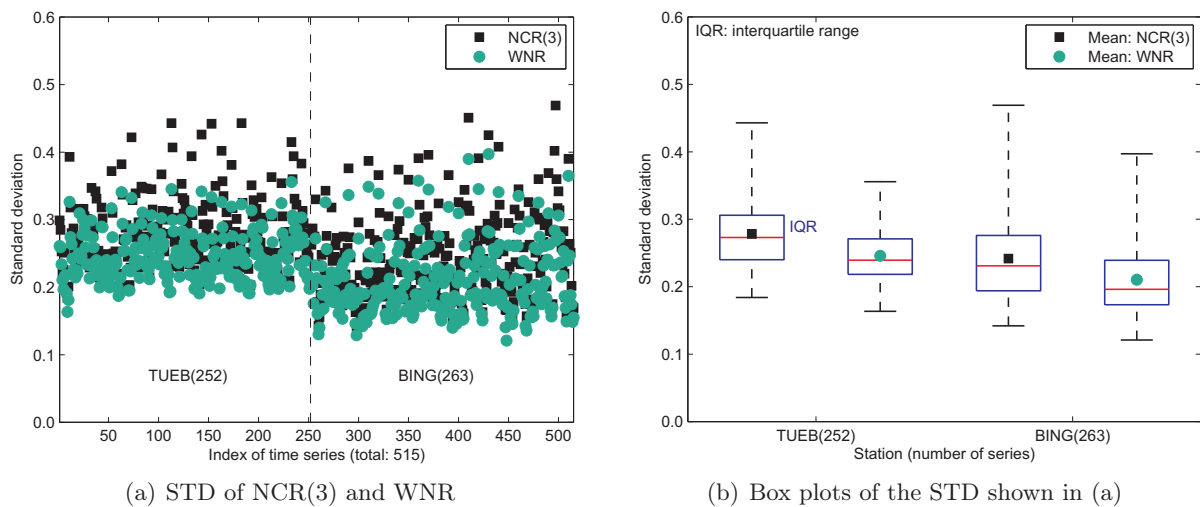 0.6
0.5
0.4
0.3
0.2
0.1
0.0
Standard deviation
NCR(3)
WNR
TUEB(252)
BING(263)
50 100 150 200 250 300 350 400 450 500
Index of time series (total: 515)
(a) STD of NCR(3) and WNR
0.6
0.5
0.4
0.3
0.2
0.1
0.0
Standard deviation
IQR: interquartile range
Mean: NCR(3)
Mean: WNR
IQR
TUEB(252) BING(263)
Station (number of series)
(b) Box plots of the STD shown in (a)